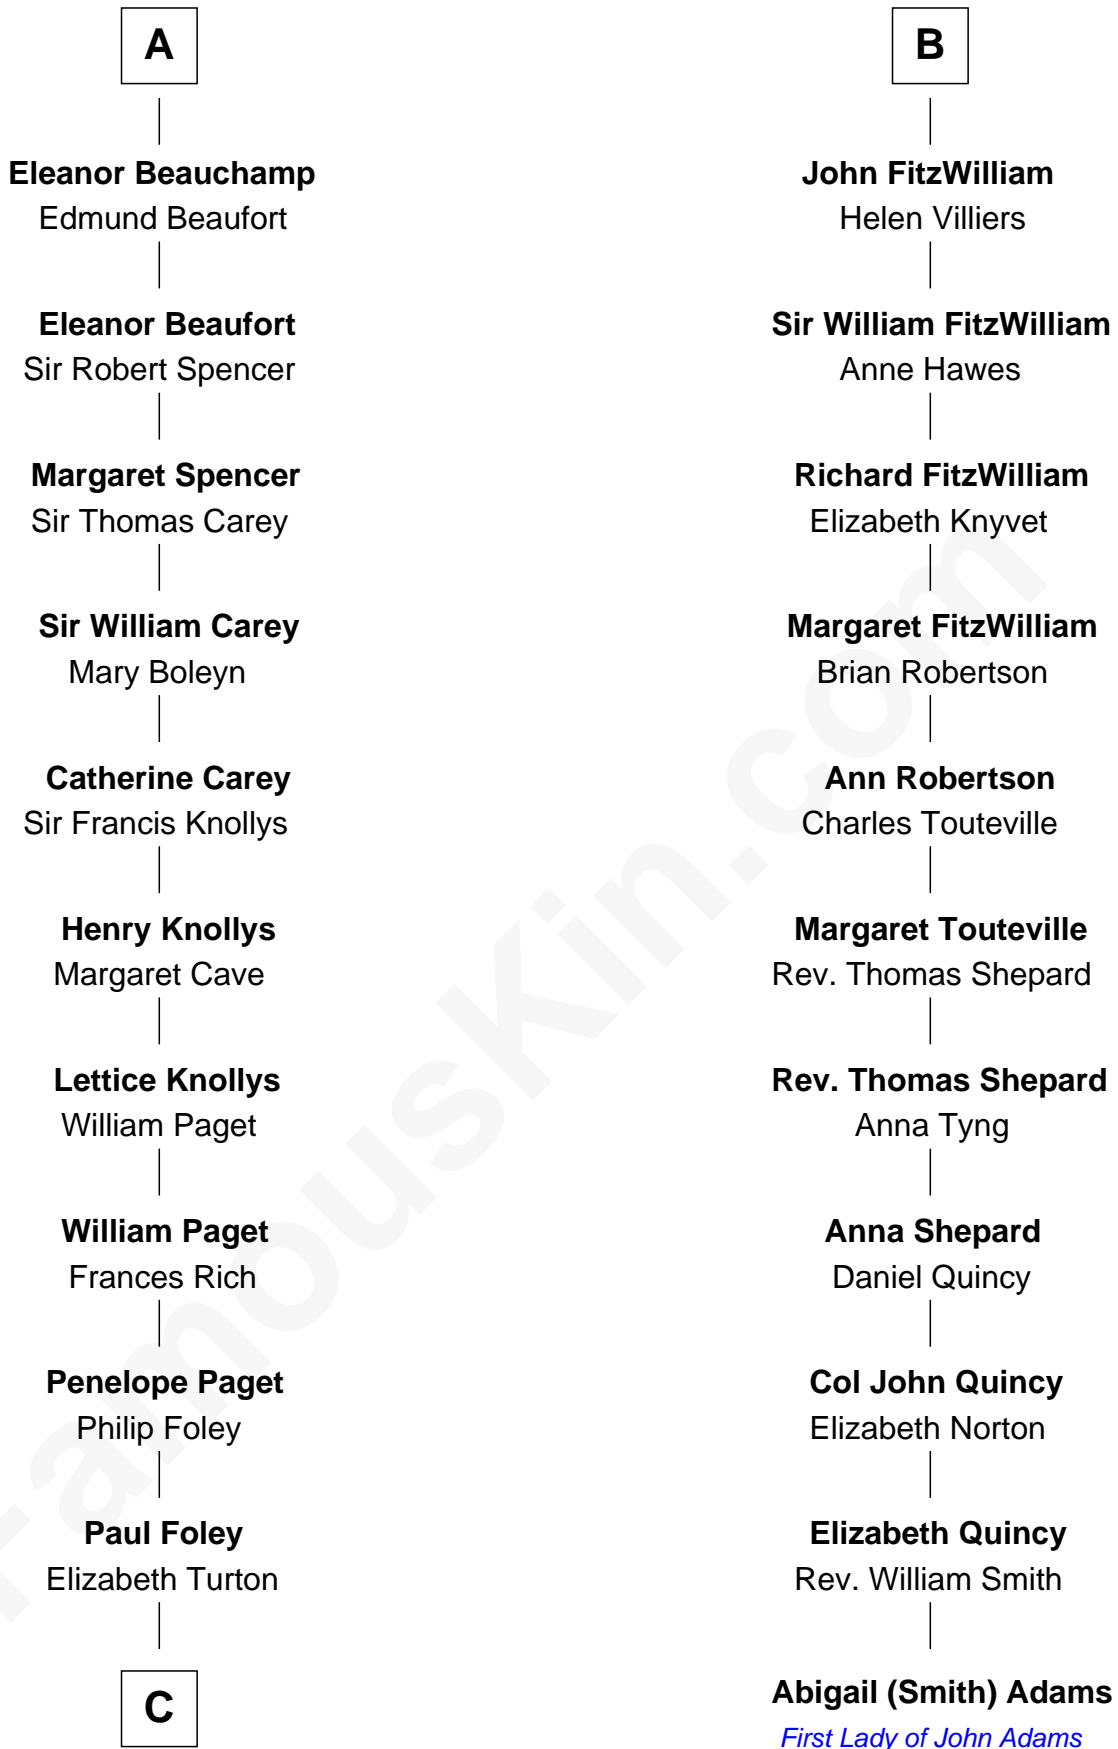 A
Eleanor Beauchamp
Edmund Beaufort
Eleanor Beaufort
Sir Robert Spencer
Margaret Spencer
Sir Thomas Carey
Sir William Carey
Mary Boleyn
Catherine Carey
Sir Francis Knollys
Henry Knollys
Margaret Cave
Lettice Knollys
William Paget
William Paget
Frances Rich
Penelope Paget
Philip Foley
Paul Foley
Elizabeth Turton
C
B
John FitzWilliam
Helen Villiers
Sir William FitzWilliam
Anne Hawes
Richard FitzWilliam
Elizabeth Knyvet
Margaret FitzWilliam
Brian Robertson
Ann Robertson
Charles Touteville
Margaret Touteville
Rev. Thomas Shepard
Rev. Thomas Shepard
Anna Tyng
Anna Shepard
Daniel Quincy
Col John Quincy
Elizabeth Norton
Elizabeth Quincy
Rev. William Smith
Abigail (Smith) Adams
First Lady of John Adams
FamousKin.com